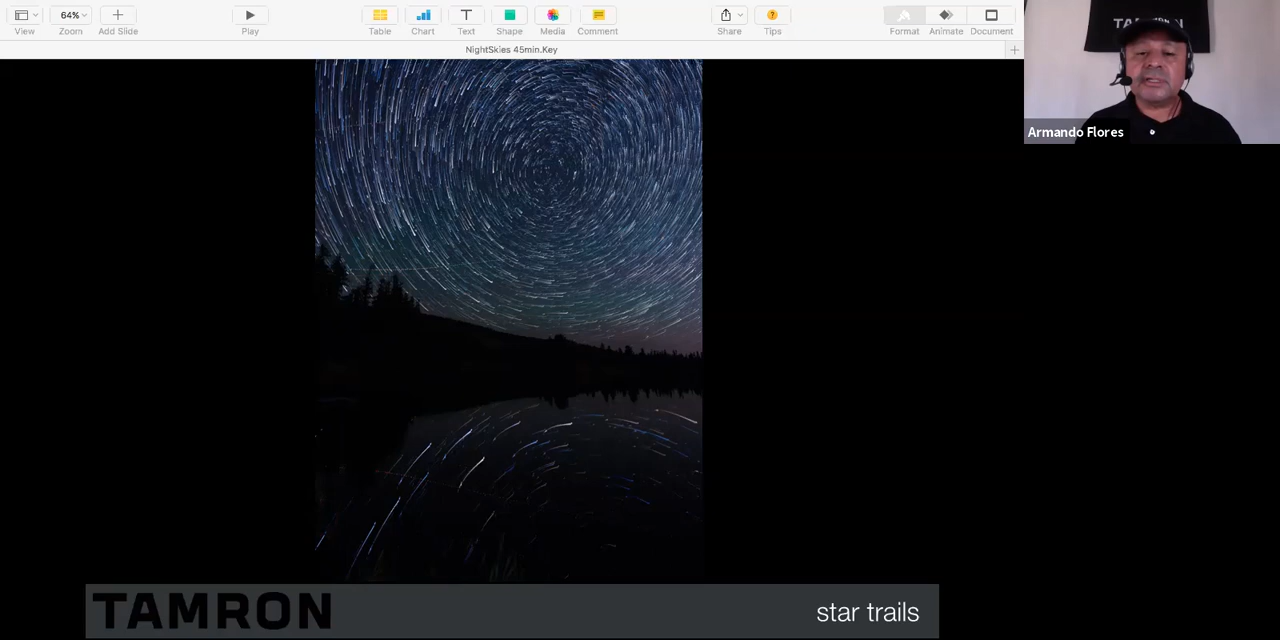 View
64%
Zoom
Add Slide
Play
Table
Chart
Text
Shape
Media
Comment
Share
Tips
Format
Animate
Document
NightSkies 45min.Key
TAMRON
Armando Flores
TAMRON
star trails